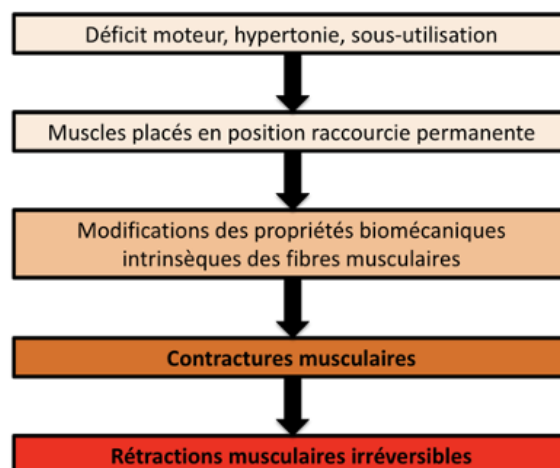 Déficit moteur, hypertonie, sous-utilisation
Muscles placés en position raccourcie permanente
Modifications des propriétés biomécaniques
intrinsèques des fibres musculaires
Contractures musculaires
Rétractions musculaires irréversibles